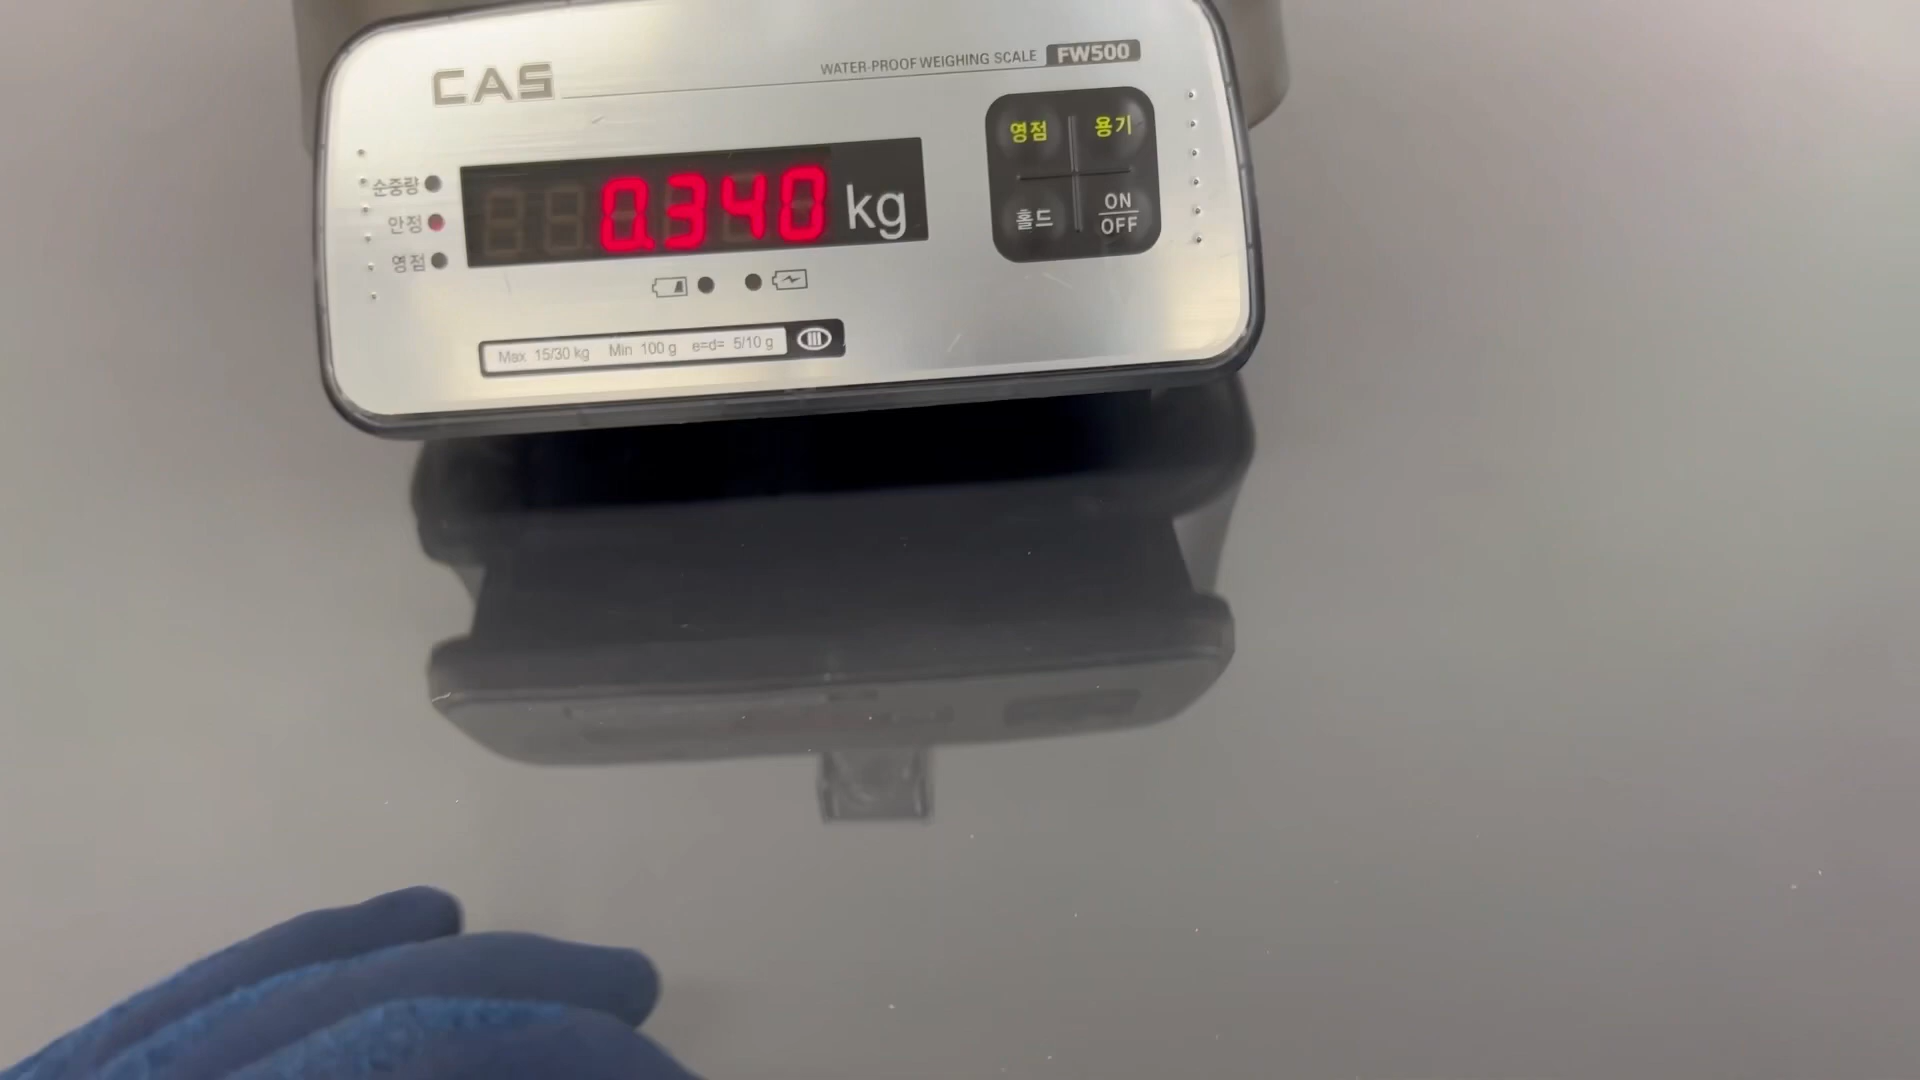 CAS
WATER-PROOF WEIGHING SCALE FW500
순중량
안정
영점
0.340 kg
영점 용기
홀드 ON/OFF
Max 15/30 kg Min 100 g e=d= 5/10 g III